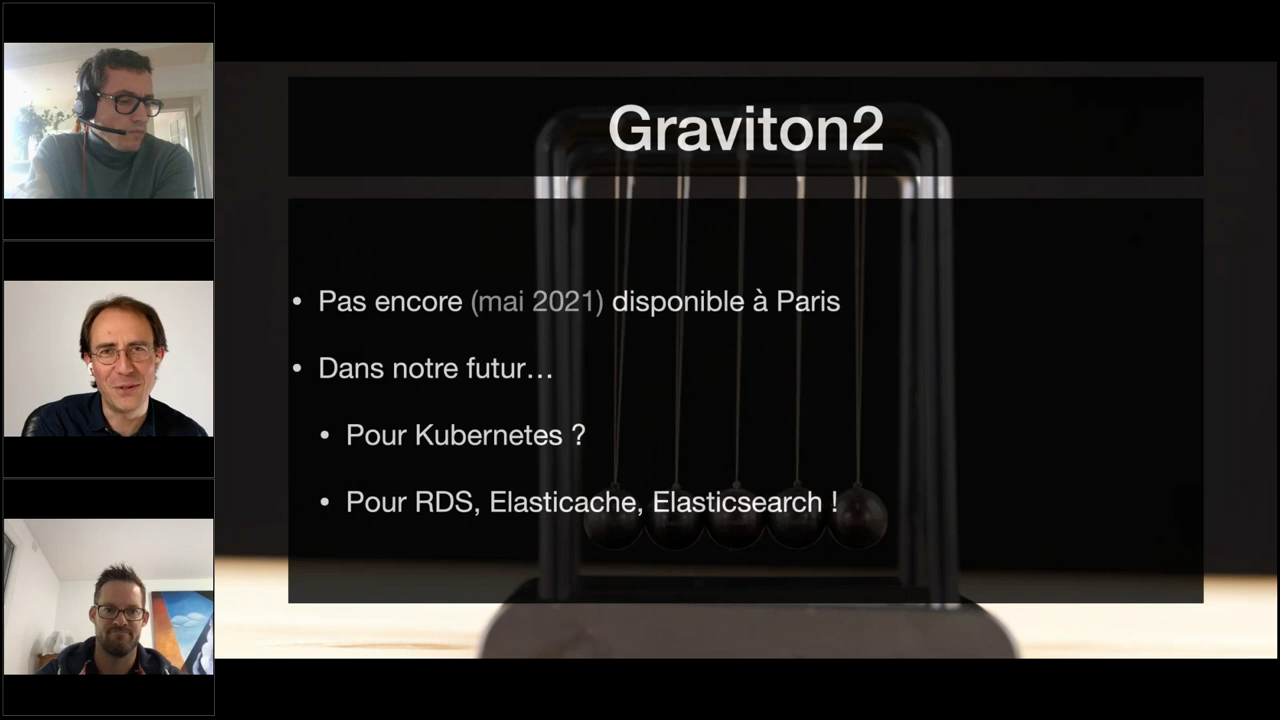 Graviton2
• Pas encore (mai 2021) disponible à Paris
• Dans notre futur…
• Pour Kubernetes ?
• Pour RDS, Elasticache, Elasticsearch !